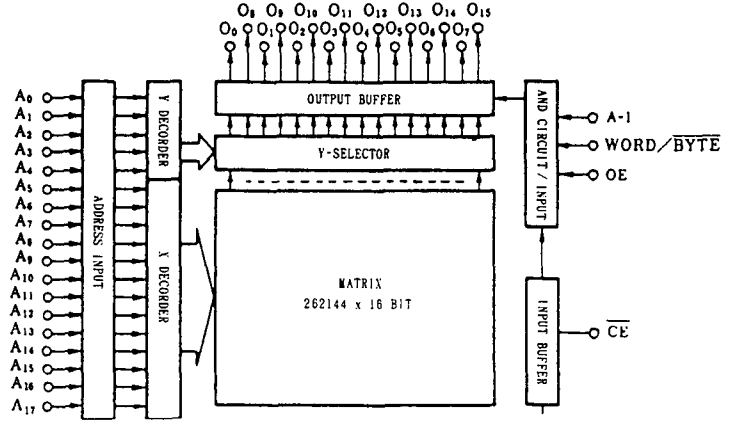 O8 O9 O10 O11 O12 O13 O14 O15
O0 O1 O2 O3 O4 O5 O6 O7
A0
A1
A2
A3
A4
A5
A6
A7
A8
A9
A10
A11
A12
A13
A14
A15
A16
A17
ADDRESS INPUT
Y DECORDER
X DECORDER
OUTPUT BUFFER
Y-SELECTOR
MATRIX
262144 x 16 BIT
AND CIRCUIT / INPUT
A-1
WORD/BYTE
OE
INPUT BUFFER
CE